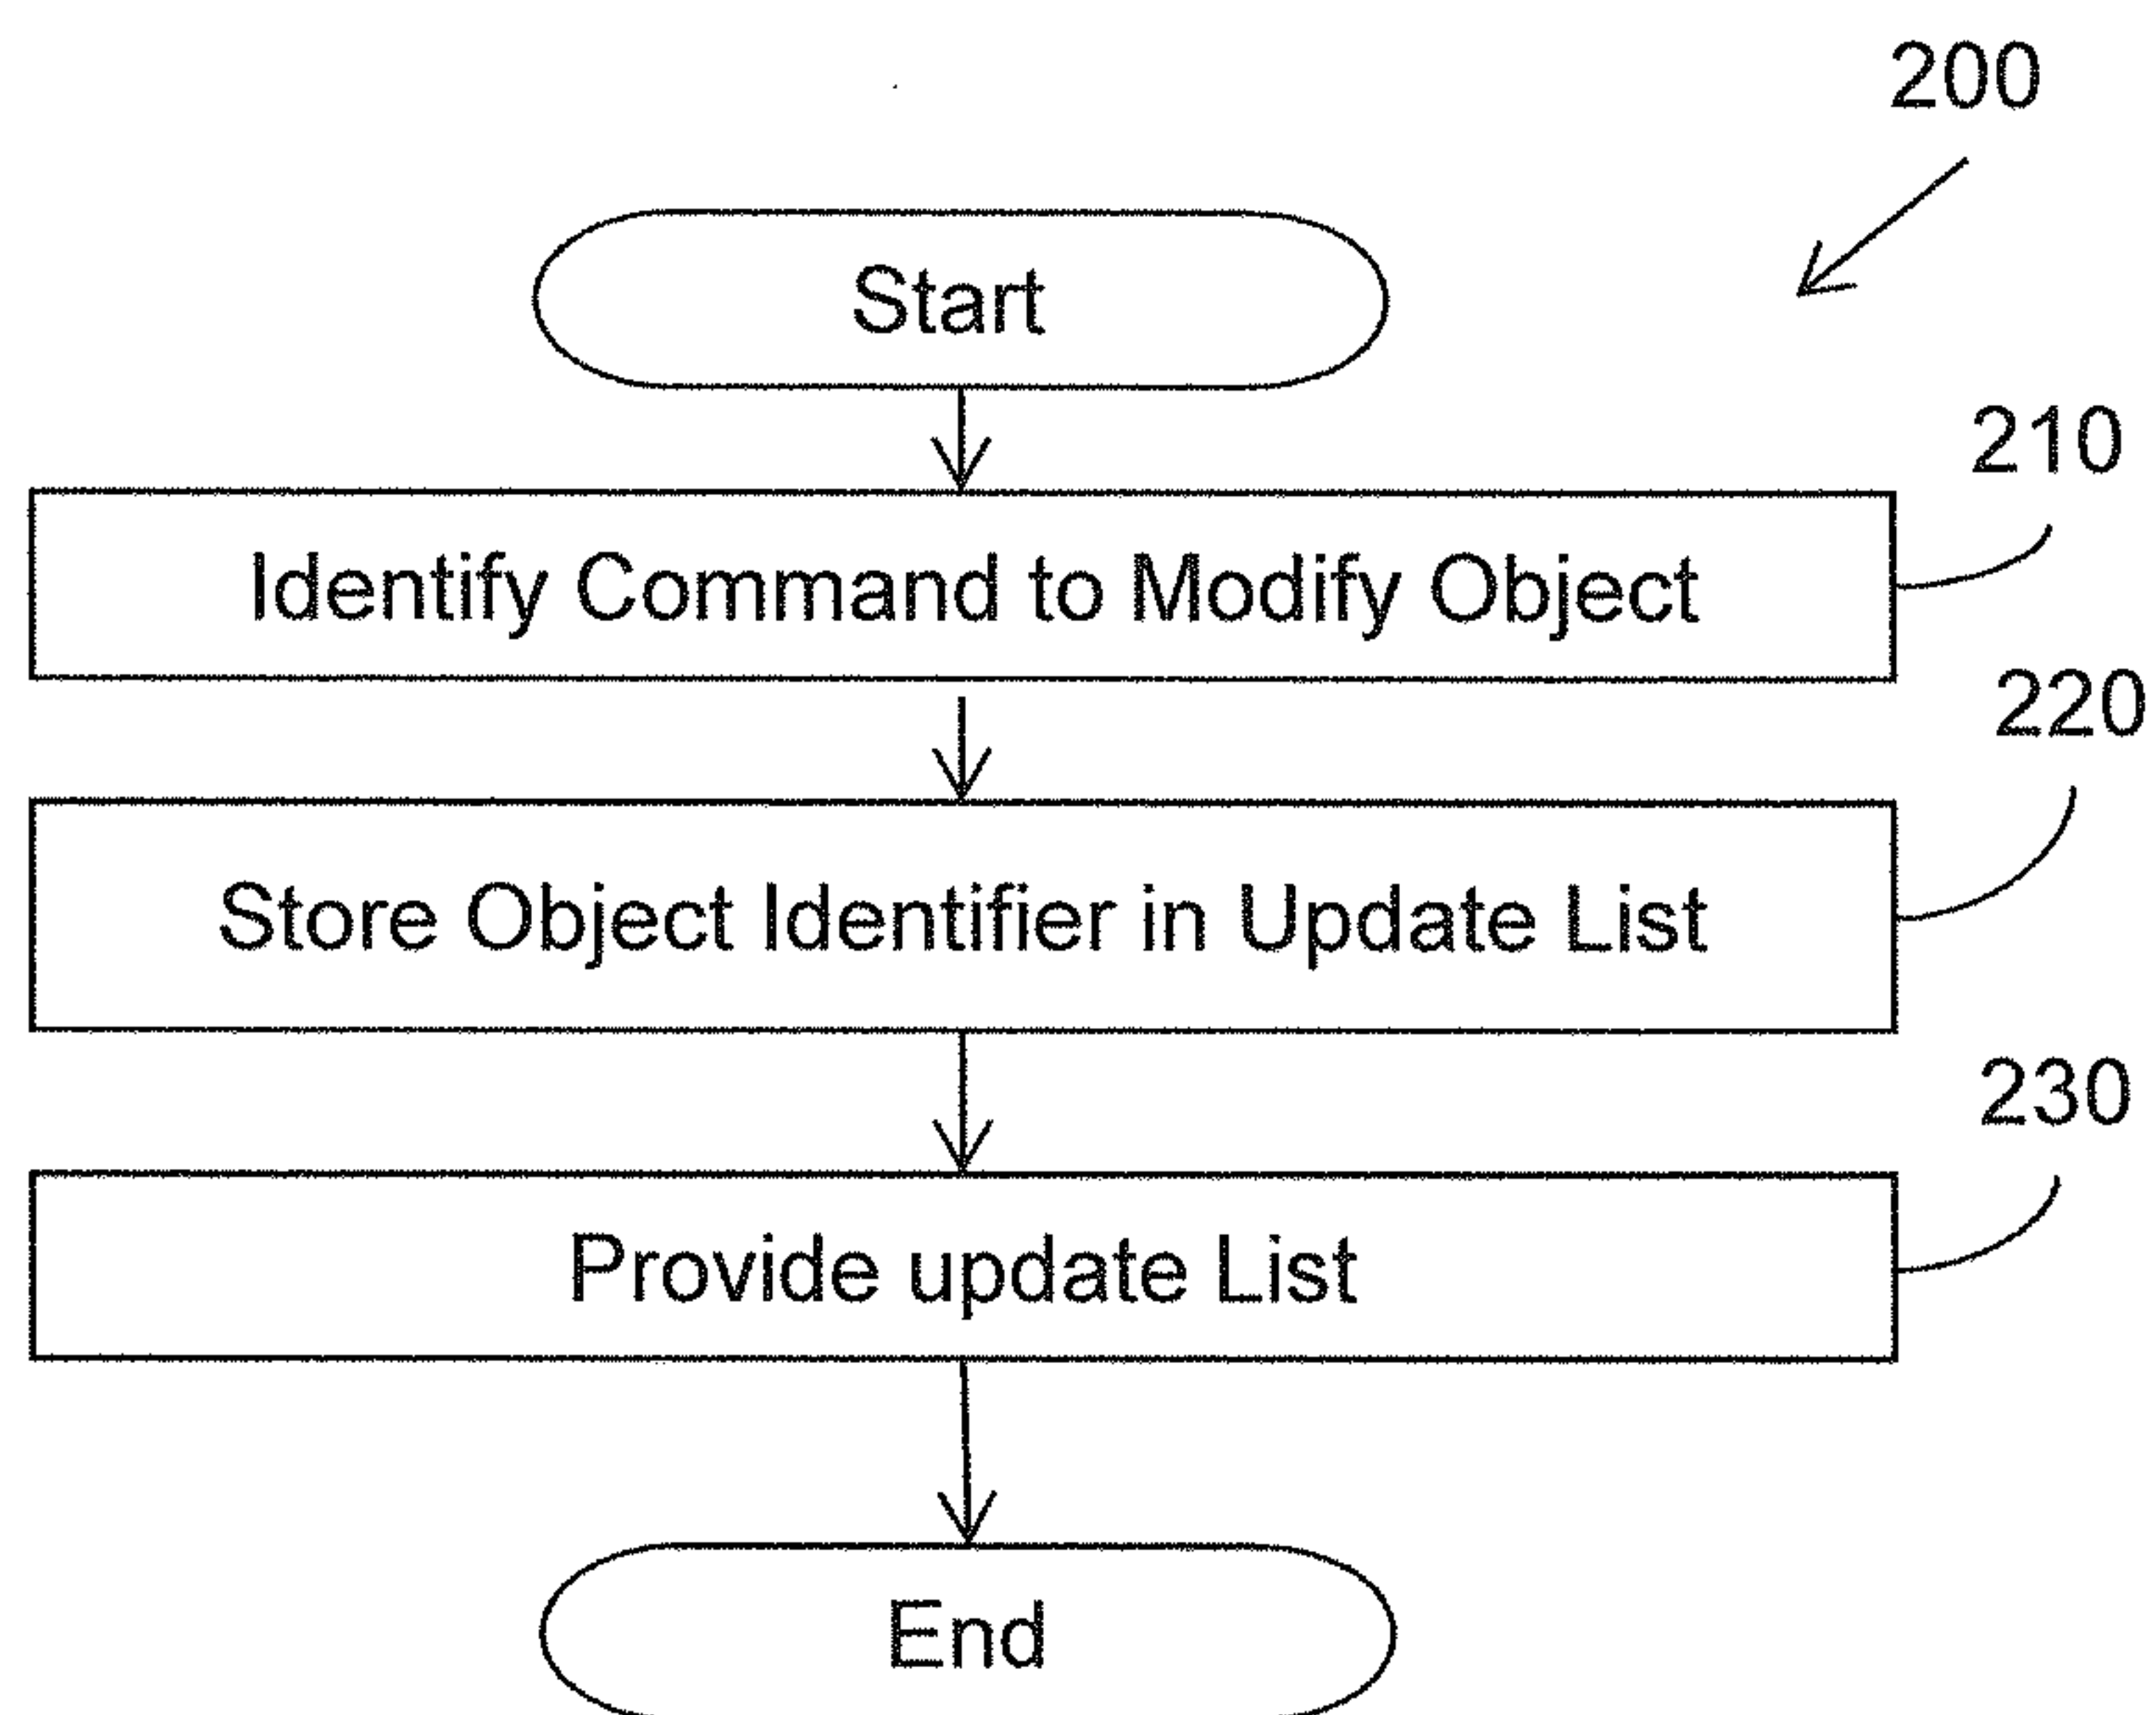 200
Start
210
Identify Command to Modify Object
220
Store Object Identifier in Update List
230
Provide update List
End